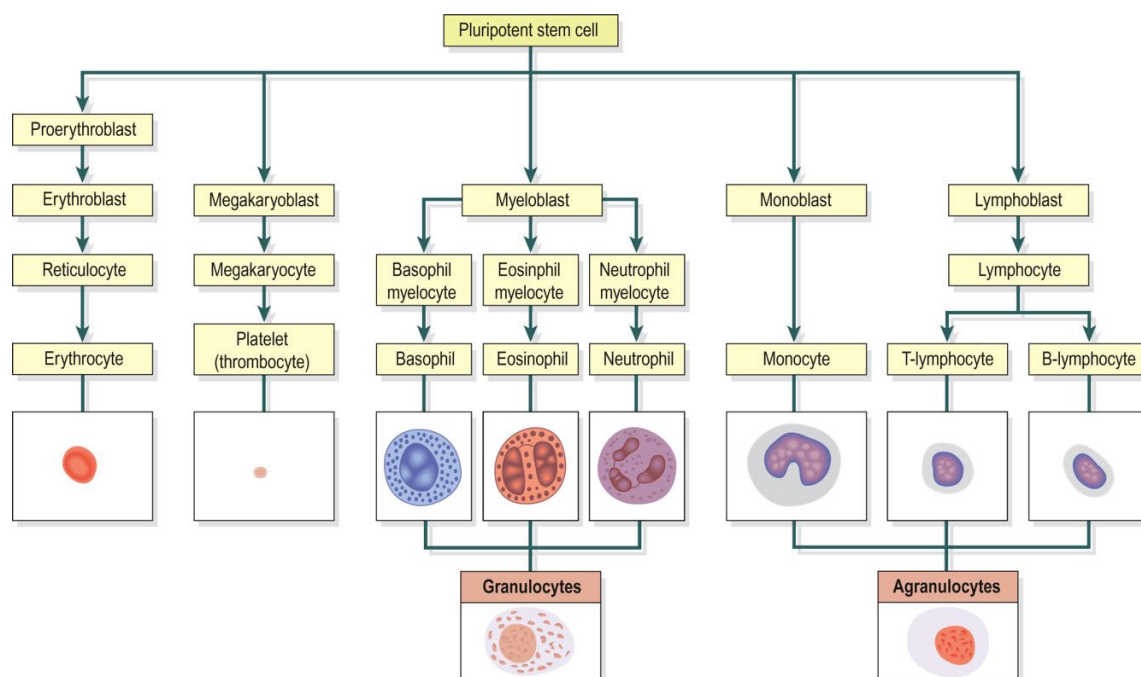 Pluripotent stem cell
Proerythroblast
Erythroblast
Megakaryoblast
Myeloblast
Monoblast
Lymphoblast
Reticulocyte
Megakaryocyte
Basophil
myelocyte
Eosinphil
myelocyte
Neutrophil
myelocyte
Lymphocyte
Erythrocyte
Platelet
(thrombocyte)
Basophil
Eosinophil
Neutrophil
Monocyte
T-lymphocyte
B-lymphocyte
Granulocytes
Agranulocytes